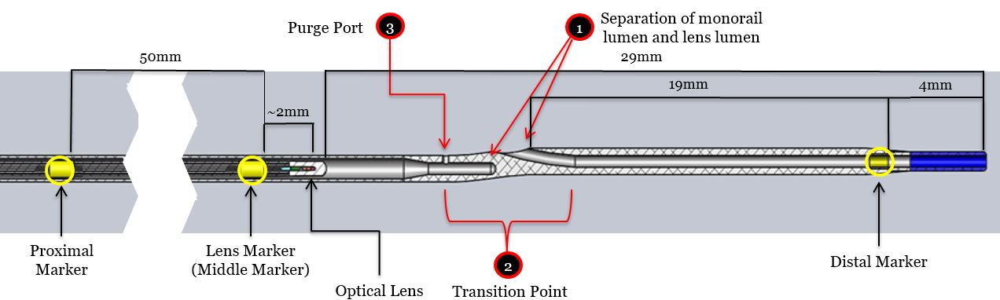 Purge Port
3
1
Separation of monorail
lumen and lens lumen
50mm
29mm
19mm
4mm
~2mm
Proximal
Marker
Lens Marker
(Middle Marker)
Optical Lens
2
Transition Point
Distal Marker